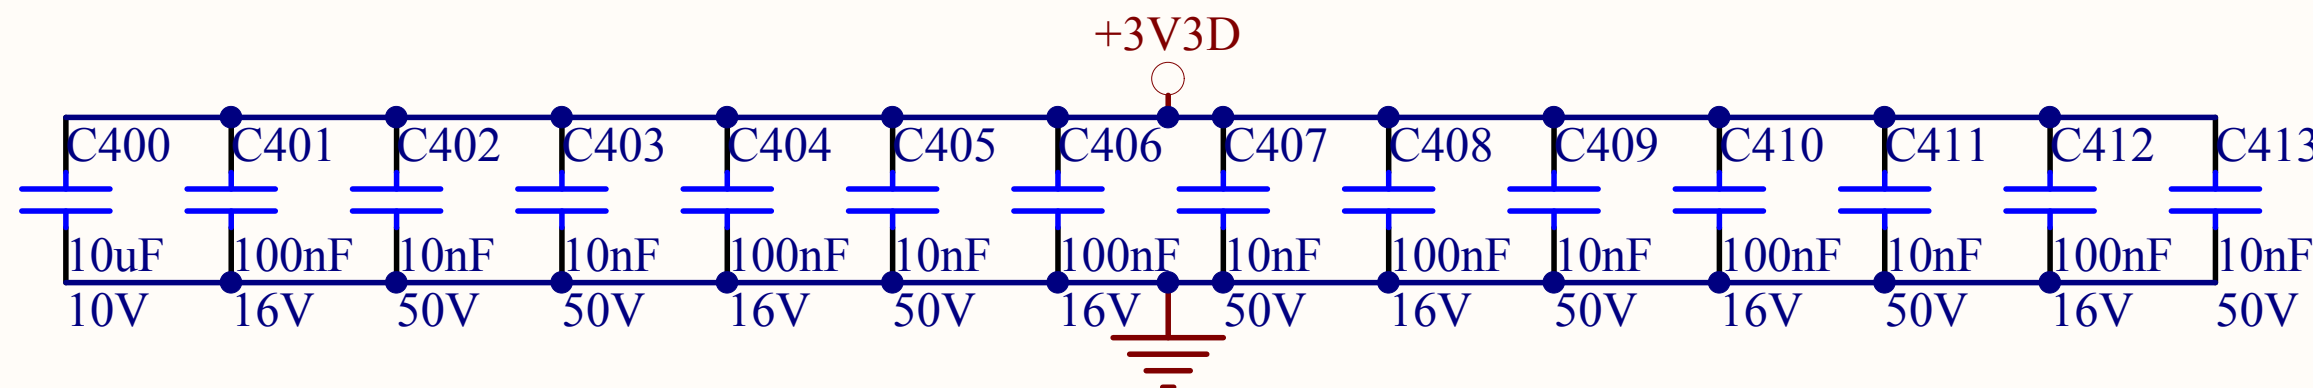 +3V3D
C400 C401 C402 C403 C404 C405 C406 C407 C408 C409 C410 C411 C412 C413
10uF 100nF 10nF 10nF 100nF 10nF 100nF 10nF 100nF 10nF 100nF 10nF 100nF 10nF
10V 16V 50V 50V 16V 50V 16V 50V 16V 50V 16V 50V 16V 50V